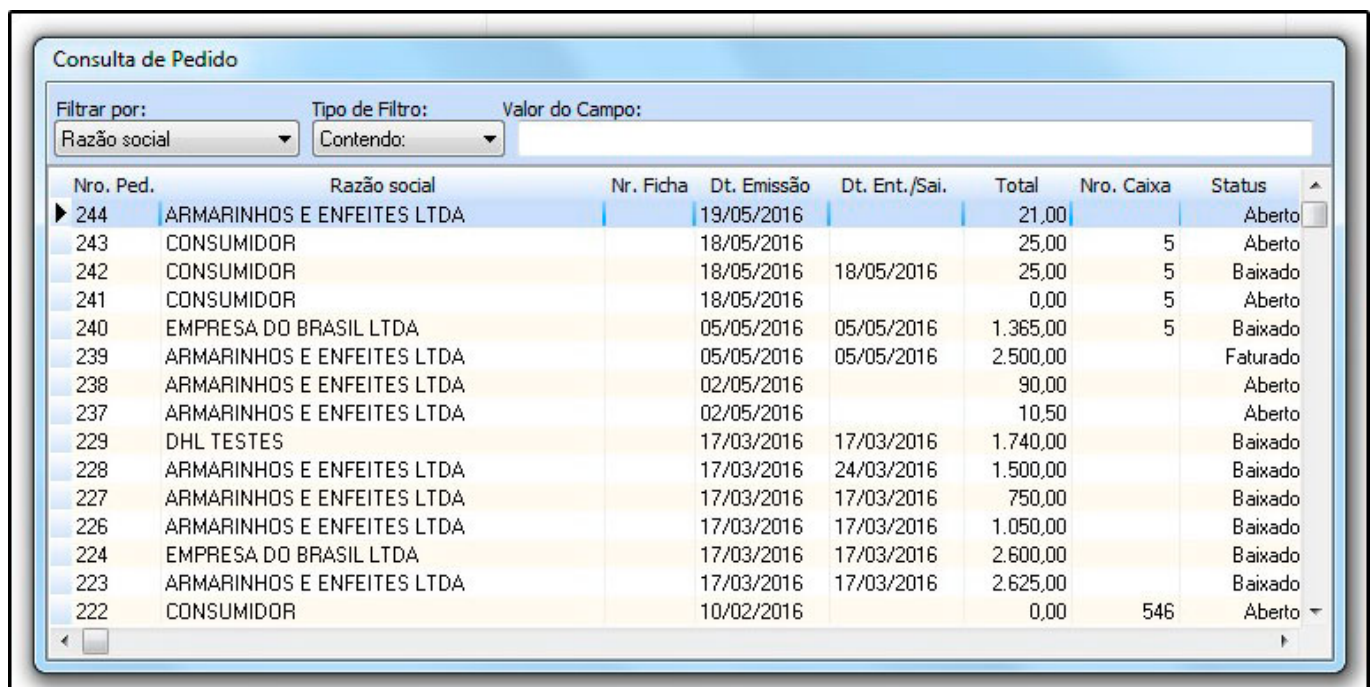 Consulta de Pedido
Filtrar por: Tipo de Filtro: Valor do Campo:
Razão social Contendo:
Nro. Ped. Razão social Nr. Ficha Dt. Emissão Dt. Ent./Sai. Total Nro. Caixa Status
244 ARMARINHOS E ENFEITES LTDA 19/05/2016 21,00 Aberto
243 CONSUMIDOR 18/05/2016 25,00 5 Aberto
242 CONSUMIDOR 18/05/2016 18/05/2016 25,00 5 Baixado
241 CONSUMIDOR 18/05/2016 0,00 5 Aberto
240 EMPRESA DO BRASIL LTDA 05/05/2016 05/05/2016 1.365,00 5 Baixado
239 ARMARINHOS E ENFEITES LTDA 05/05/2016 05/05/2016 2.500,00 Faturado
238 ARMARINHOS E ENFEITES LTDA 02/05/2016 90,00 Aberto
237 ARMARINHOS E ENFEITES LTDA 02/05/2016 10,50 Aberto
229 DHL TESTES 17/03/2016 17/03/2016 1.740,00 Baixado
228 ARMARINHOS E ENFEITES LTDA 17/03/2016 24/03/2016 1.500,00 Baixado
227 ARMARINHOS E ENFEITES LTDA 17/03/2016 17/03/2016 750,00 Baixado
226 ARMARINHOS E ENFEITES LTDA 17/03/2016 17/03/2016 1.050,00 Baixado
224 EMPRESA DO BRASIL LTDA 17/03/2016 17/03/2016 2.600,00 Baixado
223 ARMARINHOS E ENFEITES LTDA 17/03/2016 17/03/2016 2.625,00 Baixado
222 CONSUMIDOR 10/02/2016 0,00 546 Aberto